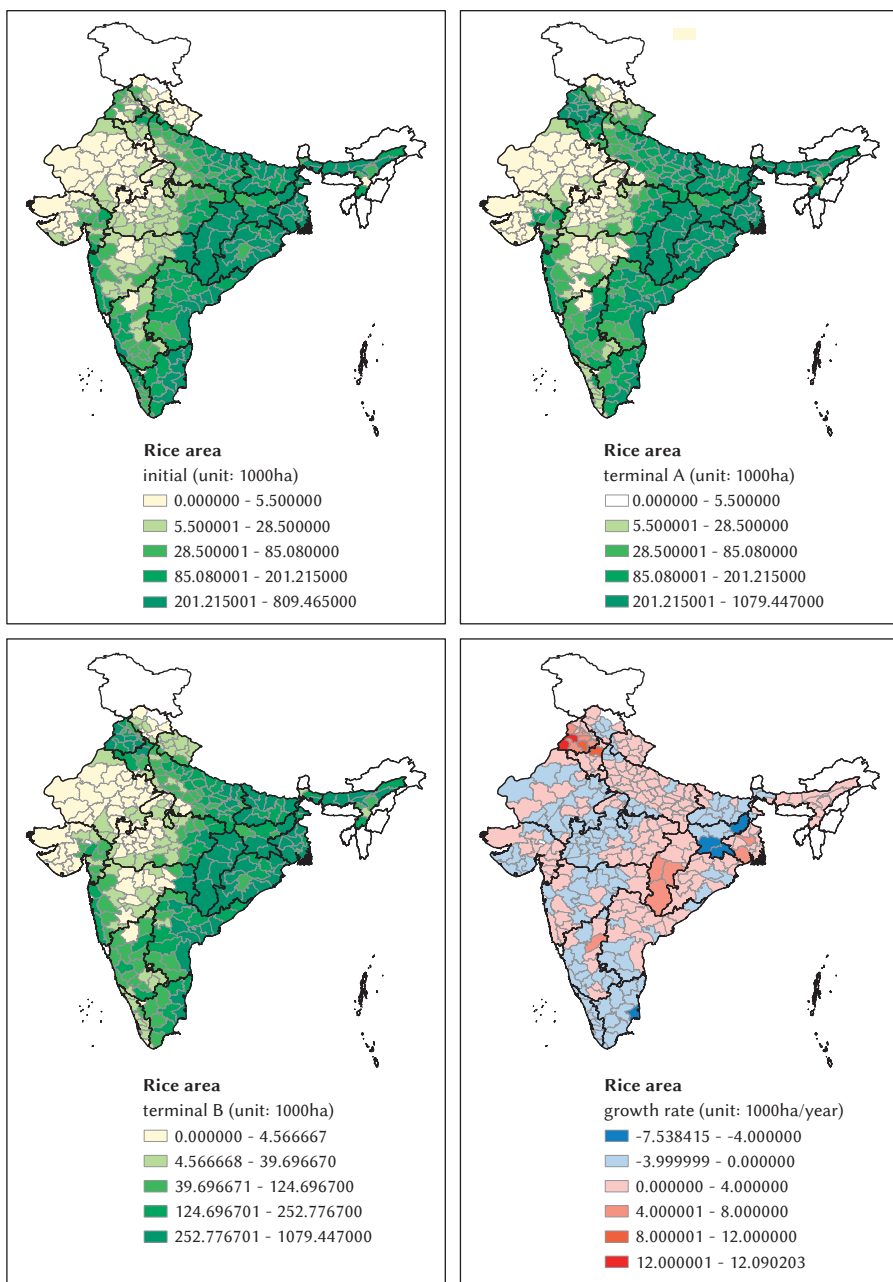 Rice area
initial (unit: 1000ha)
0.000000 - 5.500000
5.500001 - 28.500000
28.500001 - 85.080000
85.080001 - 201.215000
201.215001 - 809.465000
Rice area
terminal A (unit: 1000ha)
0.000000 - 5.500000
5.500001 - 28.500000
28.500001 - 85.080000
85.080001 - 201.215000
201.215001 - 1079.447000
Rice area
terminal B (unit: 1000ha)
0.000000 - 4.566667
4.566668 - 39.696670
39.696671 - 124.696700
124.696701 - 252.776700
252.776701 - 1079.447000
Rice area
growth rate (unit: 1000ha/year)
-7.538415 - -4.000000
-3.999999 - 0.000000
0.000000 - 4.000000
4.000001 - 8.000000
8.000001 - 12.000000
12.000001 - 12.090203